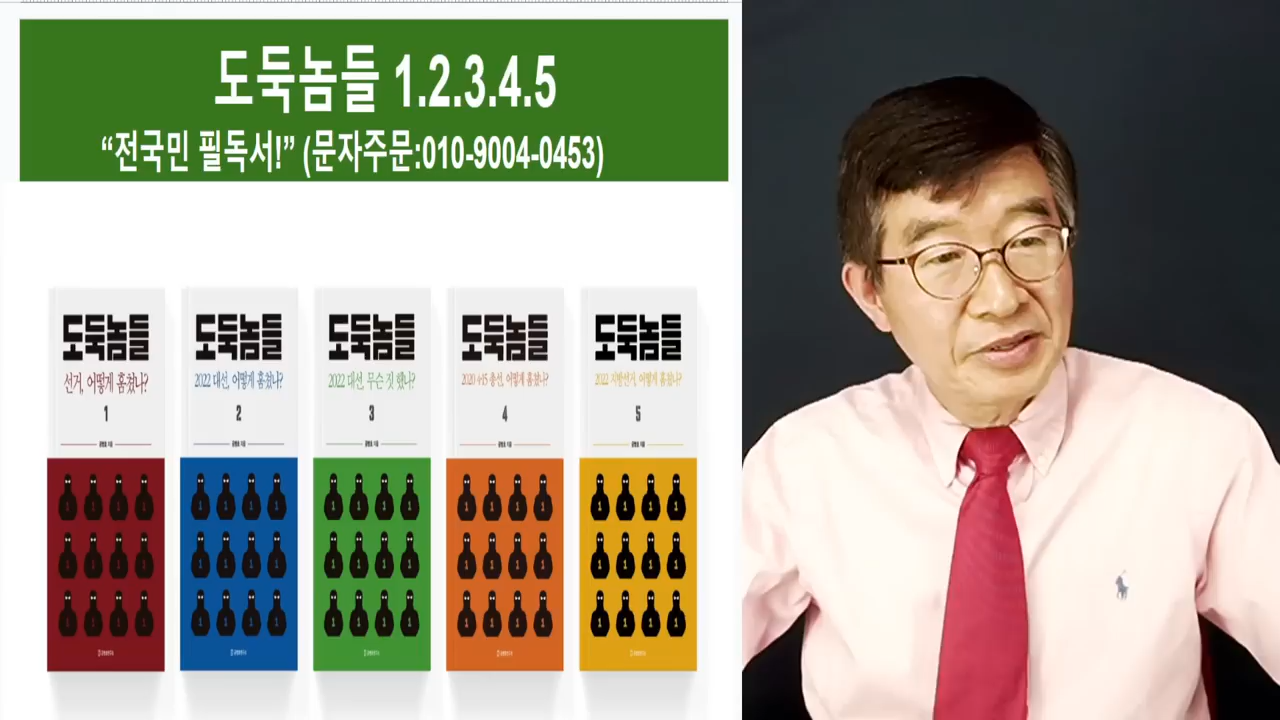 도둑놈들 1.2.3.4.5
“전국민 필독서!” (문자주문:010-9004-0453)
도둑놈들
선거, 어떻게 훔쳤나?
1
도둑놈들
2022 대선, 어떻게 훔쳤나?
2
도둑놈들
2022 대선, 무슨 짓 했나?
3
도둑놈들
2020 4·15 총선, 어떻게 훔쳤나?
4
도둑놈들
2022 지방선거, 어떻게 훔쳤나?
5